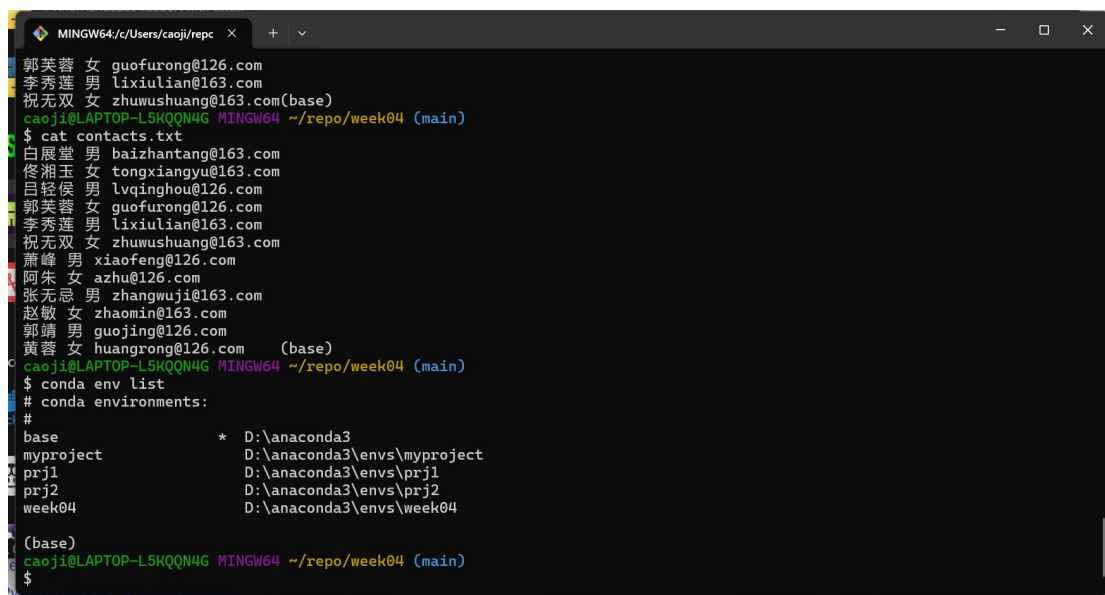 MINGW64:/c/Users/caoji/repc
郭芙蓉 女 guofurong@126.com
李秀莲 男 lixiulian@163.com
祝无双 女 zhuwushuang@163.com(base)
caoji@LAPTOP-L5KQQN4G MINGW64 ~/repo/week04 (main)
$ cat contacts.txt
白展堂 男 baizhantang@163.com
佟湘玉 女 tongxiangyu@163.com
吕轻侯 男 lvqinghou@126.com
郭芙蓉 女 guofurong@126.com
李秀莲 男 lixiulian@163.com
祝无双 女 zhuwushuang@163.com
萧峰 男 xiaofeng@126.com
阿朱 女 azhu@126.com
张无忌 男 zhangwuji@163.com
赵敏 女 zhaomin@163.com
郭靖 男 guojing@126.com
黄蓉 女 huangrong@126.com    (base)
caoji@LAPTOP-L5KQQN4G MINGW64 ~/repo/week04 (main)
$ conda env list
# conda environments:
#
base                  *  D:\anaconda3
myproject                D:\anaconda3\envs\myproject
prj1                     D:\anaconda3\envs\prj1
prj2                     D:\anaconda3\envs\prj2
week04                   D:\anaconda3\envs\week04
(base)
caoji@LAPTOP-L5KQQN4G MINGW64 ~/repo/week04 (main)
$